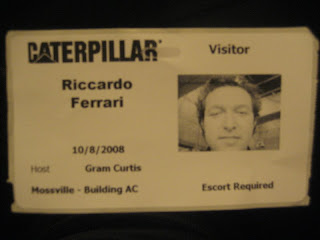 CATERPILLAR
Visitor
Riccardo
Ferrari
10/8/2008
Host Gram Curtis
Mossville - Building AC
Escort Required